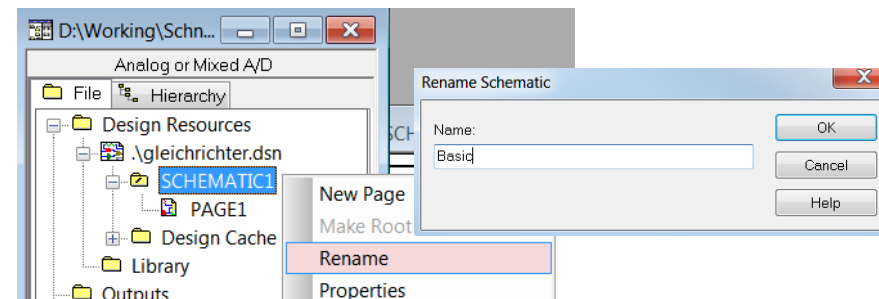 D:\Working\Schn...
Analog or Mixed A/D
File Hierarchy
Design Resources
.\gleichrichter.dsn
SCHEMATIC1
PAGE1
Design Cache
Library
Outputs
New Page
Make Root
Rename
Properties
Rename Schematic
Name:
Basic
OK
Cancel
Help